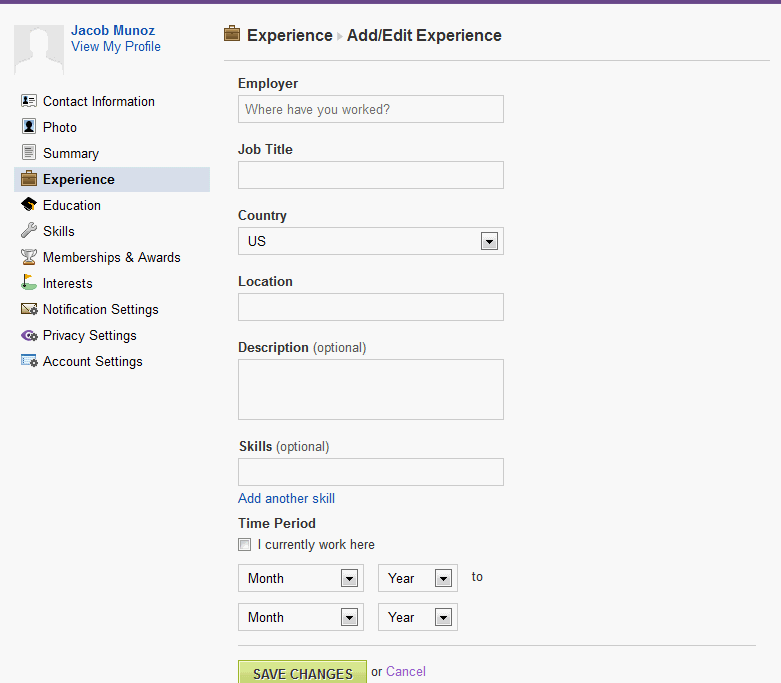 Jacob Munoz
View My Profile
Contact Information
Photo
Summary
Experience
Education
Skills
Memberships & Awards
Interests
Notification Settings
Privacy Settings
Account Settings
Experience Add/Edit Experience
Employer
Where have you worked?
Job Title
Country
US
Location
Description (optional)
Skills (optional)
Add another skill
Time Period
I currently work here
Month Year to
Month Year
SAVE CHANGES or Cancel